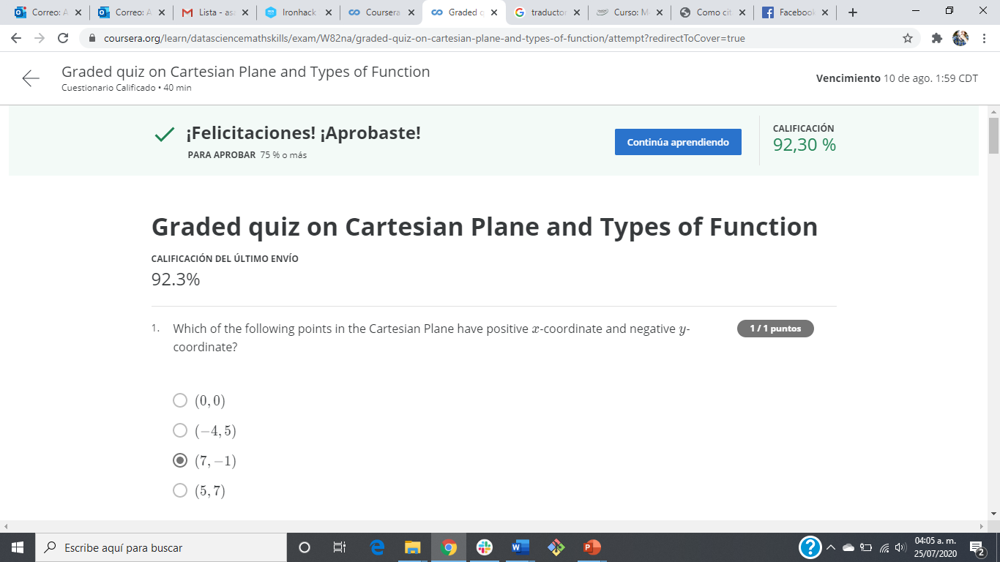 Correo: A
Correo: A
Lista - as
Ironhack
Coursera
Graded q
traductor
Curso: M
Como cit
Facebook
coursera.org/learn/datasciencemathskills/exam/W82na/graded-quiz-on-cartesian-plane-and-types-of-function/attempt?redirectToCover=true
Graded quiz on Cartesian Plane and Types of Function
Cuestionario Calificado • 40 min
Vencimiento 10 de ago. 1:59 CDT
¡Felicitaciones! ¡Aprobaste!
PARA APROBAR 75 % o más
Continúa aprendiendo
CALIFICACIÓN
92,30 %
Graded quiz on Cartesian Plane and Types of Function
CALIFICACIÓN DEL ÚLTIMO ENVÍO
92.3%
1. Which of the following points in the Cartesian Plane have positive x-coordinate and negative y-
coordinate?
1 / 1 puntos
(0, 0)
(−4, 5)
(7, −1)
(5, 7)
Escribe aquí para buscar
04:05 a. m.
25/07/2020
2